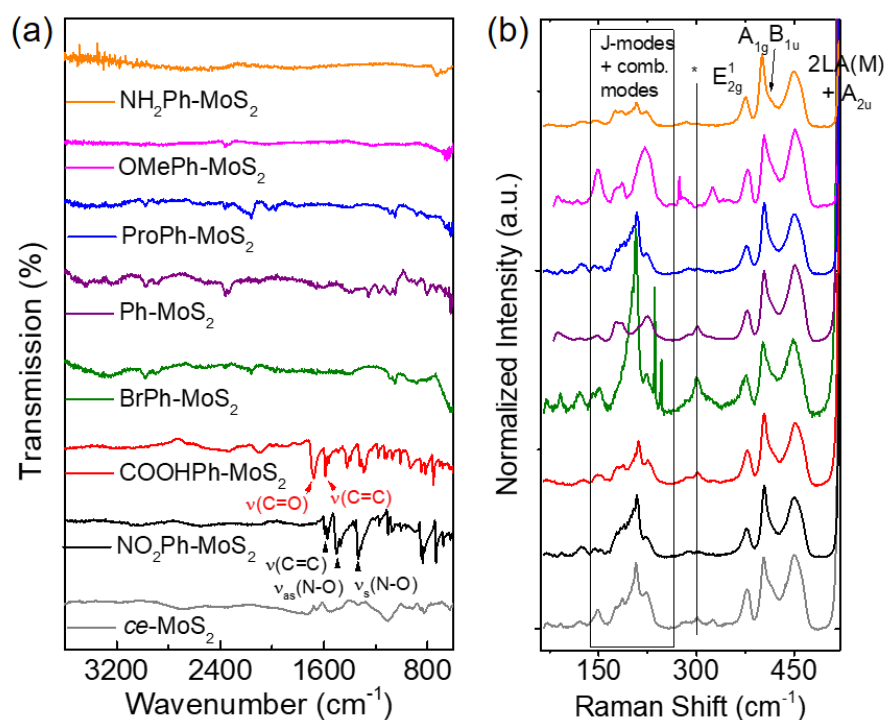 (a)
NH₂Ph-MoS₂
OMePh-MoS₂
ProPh-MoS₂
Ph-MoS₂
BrPh-MoS₂
COOHPh-MoS₂
ν(C=O) ν(C=C)
NO₂Ph-MoS₂
ν(C=C)
νas(N-O) νs(N-O)
ce-MoS₂
Transmission (%)
3200 2400 1600 800
Wavenumber (cm⁻¹)
(b)
J-modes
+ comb.
modes
*
E¹2g
A1g
B1u
2LA(M)
+ A2u
Normalized Intensity (a.u.)
150 300 450
Raman Shift (cm⁻¹)